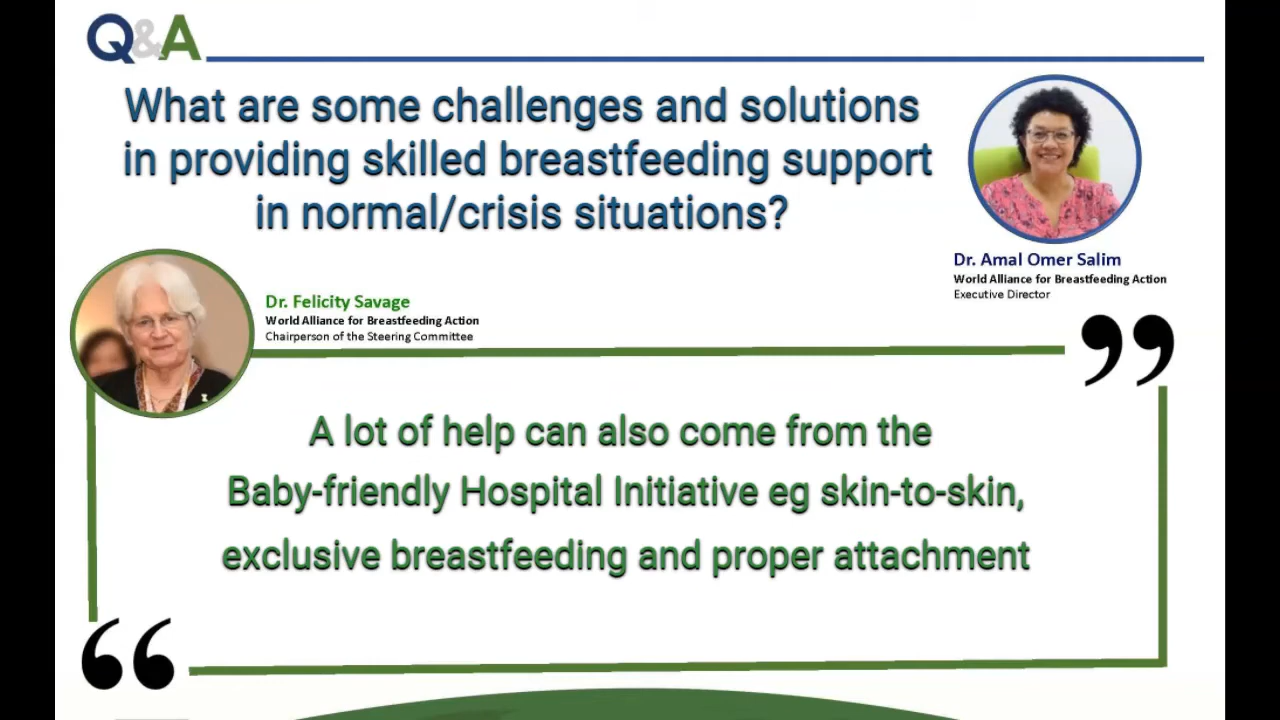 Q&A
What are some challenges and solutions
in providing skilled breastfeeding support
in normal/crisis situations?
Dr. Amal Omer Salim
World Alliance for Breastfeeding Action
Executive Director
Dr. Felicity Savage
World Alliance for Breastfeeding Action
Chairperson of the Steering Committee
”
A lot of help can also come from the
Baby-friendly Hospital Initiative eg skin-to-skin,
exclusive breastfeeding and proper attachment
“